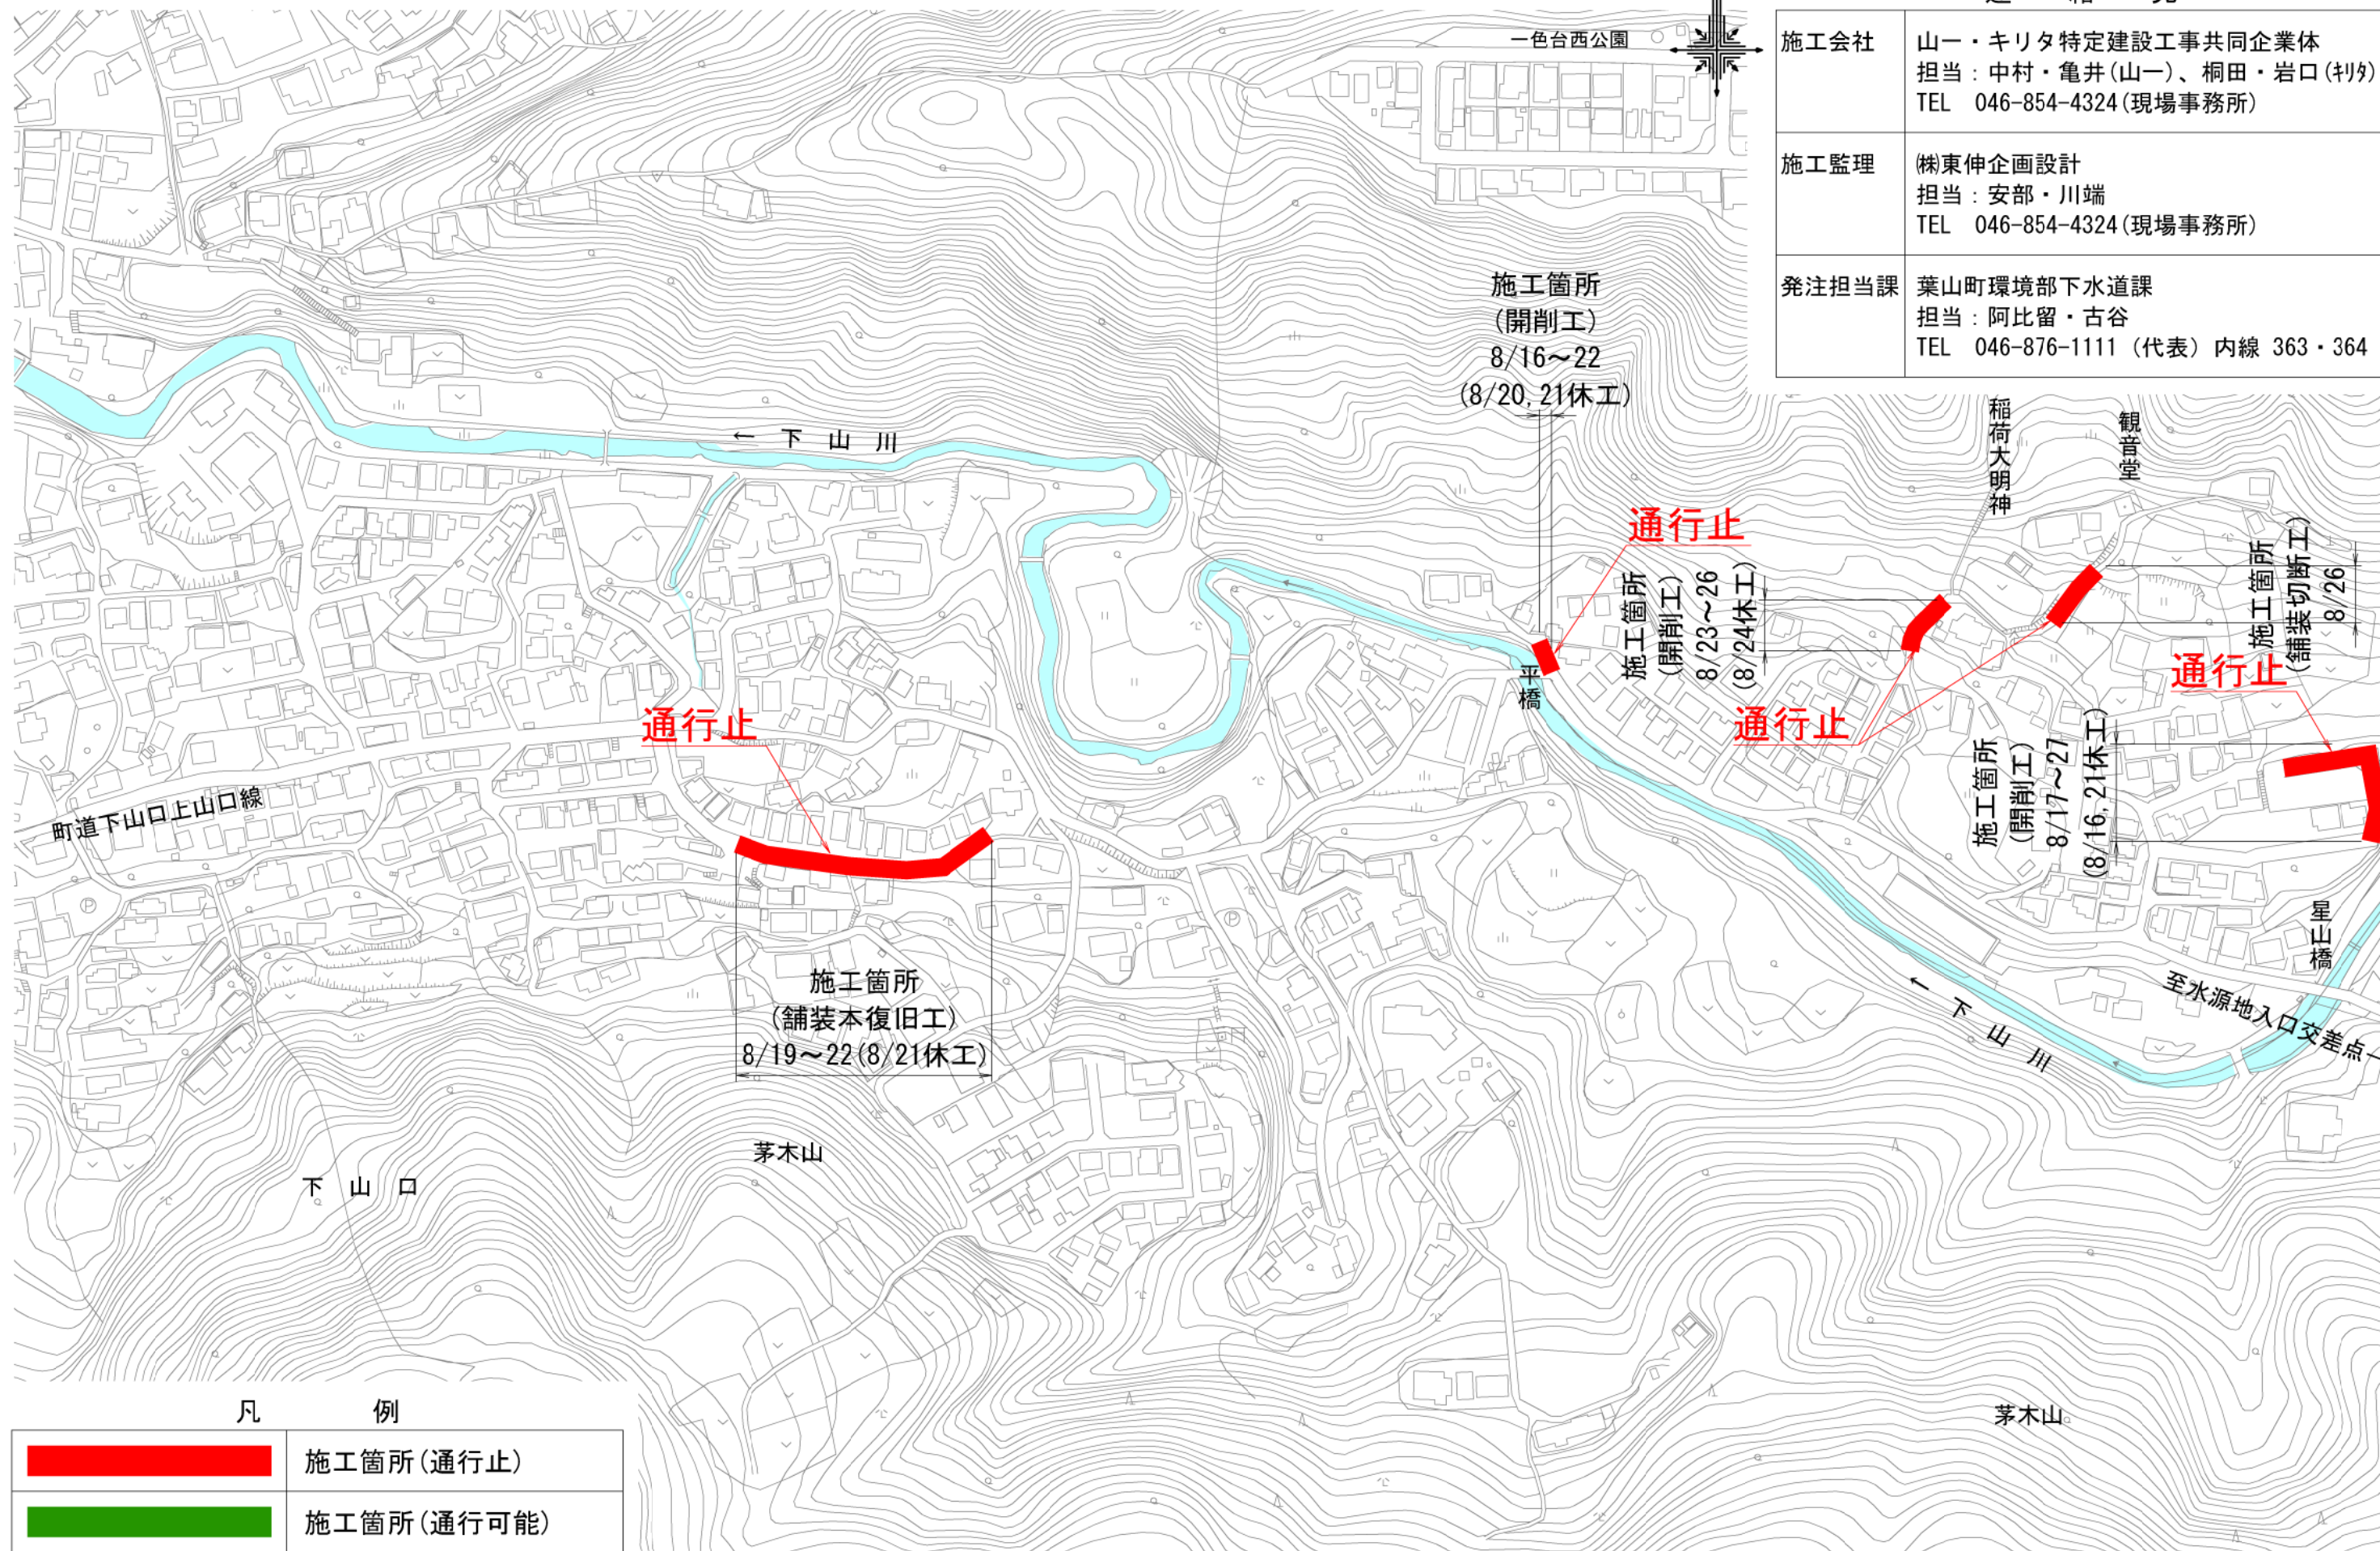 一色台西公園
施工会社
山一・キリタ特定建設工事共同企業体
担当：中村・亀井(山一)、桐田・岩口(ｷﾘﾀ)
TEL 046-854-4324(現場事務所)
施工監理
㈱東伸企画設計
担当：安部・川端
TEL 046-854-4324(現場事務所)
発注担当課
葉山町環境部下水道課
担当：阿比留・古谷
TEL 046-876-1111（代表）内線 363・364
施工箇所
(開削工)
8/16～22
(8/20,21休工)
稲荷大明神
観音堂
← 下 山 川
通行止
施工箇所
(開削工)
8/23～26
(8/24休工)
施工箇所
(舗装切断工)
8/26
平橋
通行止
通行止
通行止
施工箇所
(開削工)
8/17～27
(8/16,21休工)
町道下山口上山口線
星山橋
施工箇所
(舗装本復旧工)
8/19～22(8/21休工)
至水源地入口交差点→
← 下 山 川
P
P
茅木山
下 山 口
茅木山
凡 例
施工箇所(通行止)
施工箇所(通行可能)